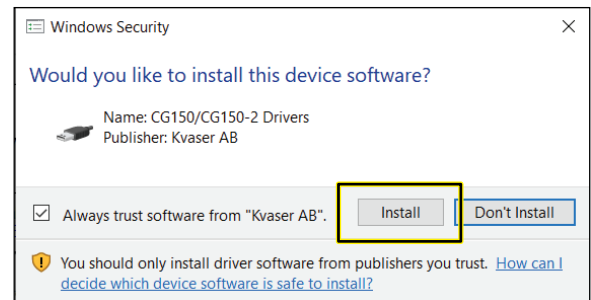 Windows Security
Would you like to install this device software?
Name: CG150/CG150-2 Drivers
Publisher: Kvaser AB
Always trust software from "Kvaser AB".
Install
Don't Install
You should only install driver software from publishers you trust. How can I
decide which device software is safe to install?